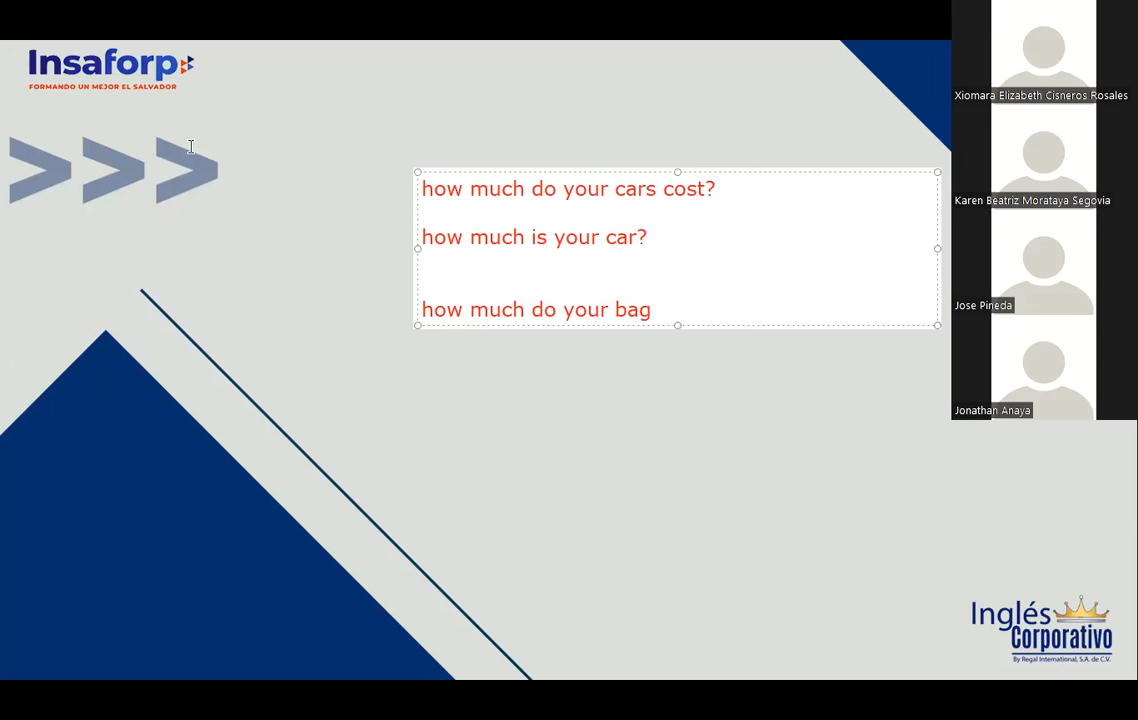 Insaforp
FORMANDO UN MEJOR EL SALVADOR
>>>
how much do your cars cost?
how much is your car?
how much do your bag
Xiomara Elizabeth Cisneros Rosales
Karen Beatriz Morataya Segovia
Jose Pineda
Jonathan Anaya
Inglés
Corporativo
By Regal International, S.A. de C.V.